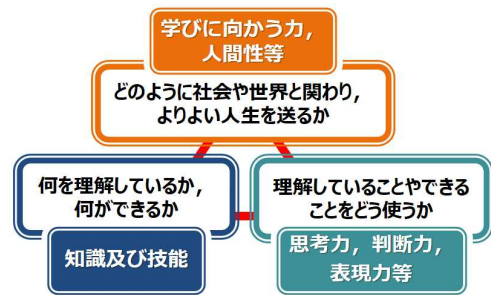 学びに向かう力，
人間性等
どのように社会や世界と関わり，
よりよい人生を送るか
何を理解しているか，
何ができるか
知識及び技能
理解していることやできる
ことをどう使うか
思考力，判断力，
表現力等